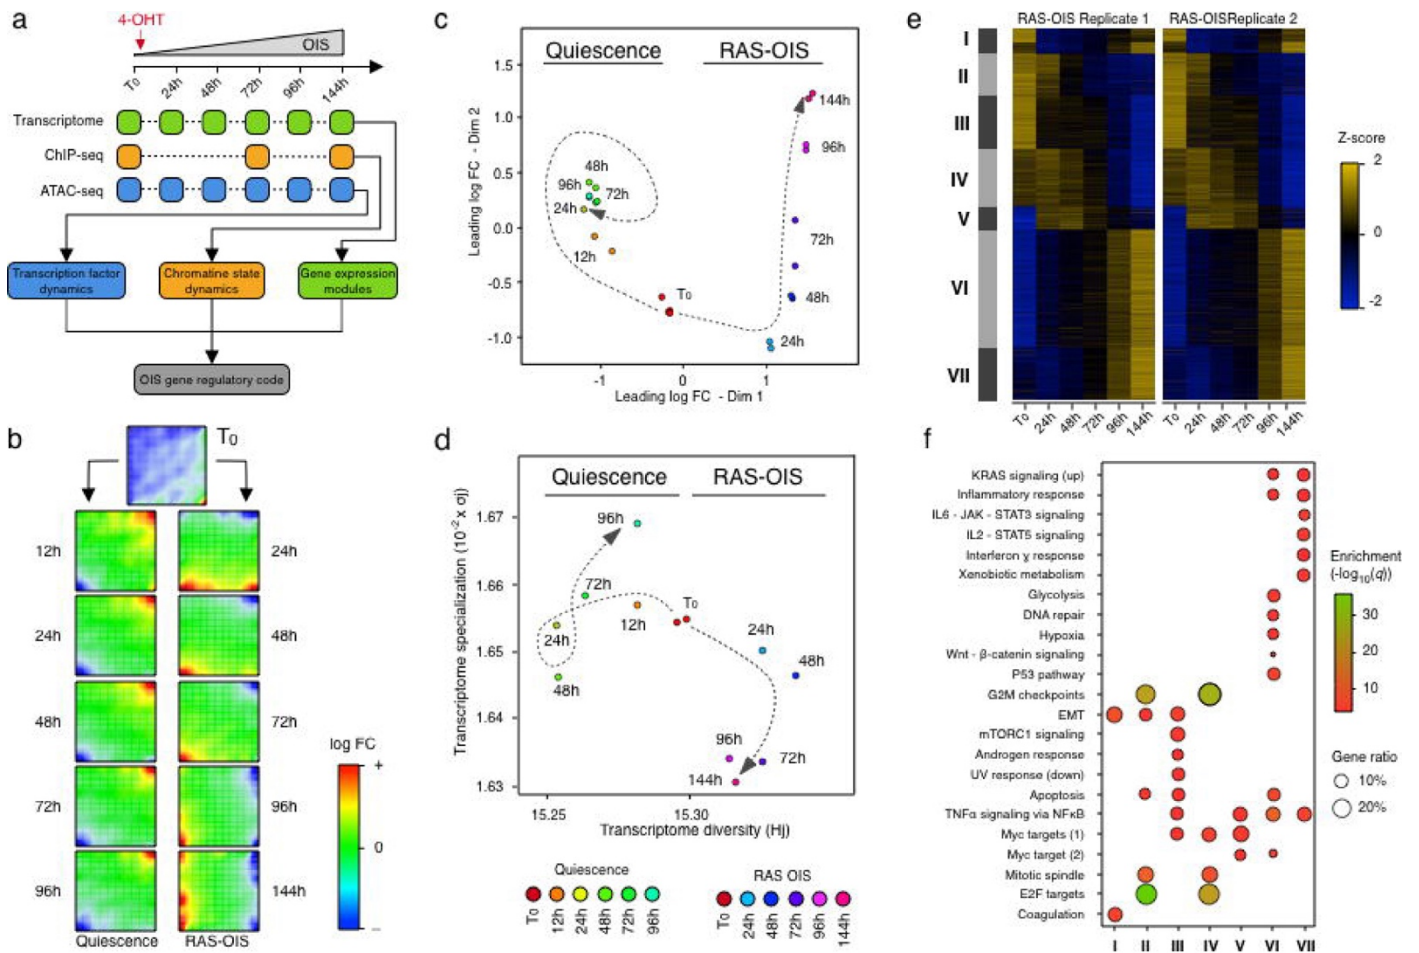 a
4-OHT
OIS
T0
24h
48h
72h
96h
144h
Transcriptome
ChIP-seq
ATAC-seq
Transcription factor
dynamics
Chromatine state
dynamics
Gene expression
modules
OIS gene regulatory code
b
T0
12h
24h
24h
48h
48h
72h
72h
96h
96h
144h
Quiescence
RAS-OIS
log FC
+
0
–
c
Quiescence
RAS-OIS
Leading log FC - Dim 2
1.5
1.0
0.5
0.0
-0.5
-1.0
48h
96h
72h
24h
12h
T0
144h
96h
72h
48h
24h
-1
0
1
Leading log FC - Dim 1
d
Quiescence
RAS-OIS
Transcriptome specialization (10-2 x σj)
1.67
1.66
1.65
1.64
1.63
96h
72h
T0
12h
24h
48h
24h
48h
96h
72h
144h
15.25
15.30
Transcriptome diversity (Hj)
Quiescence
T0
12h
24h
48h
72h
96h
RAS OIS
T0
24h
48h
72h
96h
144h
e
RAS-OIS Replicate 1
RAS-OISReplicate 2
I
II
III
IV
V
VI
VII
T0
24h
48h
72h
96h
144h
T0
24h
48h
72h
96h
144h
Z-score
2
0
-2
f
KRAS signaling (up)
Inflammatory response
IL6 - JAK - STAT3 signaling
IL2 - STAT5 signaling
Interferon γ response
Xenobiotic metabolism
Glycolysis
DNA repair
Hypoxia
Wnt - β-catenin signaling
P53 pathway
G2M checkpoints
EMT
mTORC1 signaling
Androgen response
UV response (down)
Apoptosis
TNFα signaling via NFκB
Myc targets (1)
Myc target (2)
Mitotic spindle
E2F targets
Coagulation
I
II
III
IV
V
VI
VII
Enrichment
(-log10(q))
30
20
10
Gene ratio
10%
20%